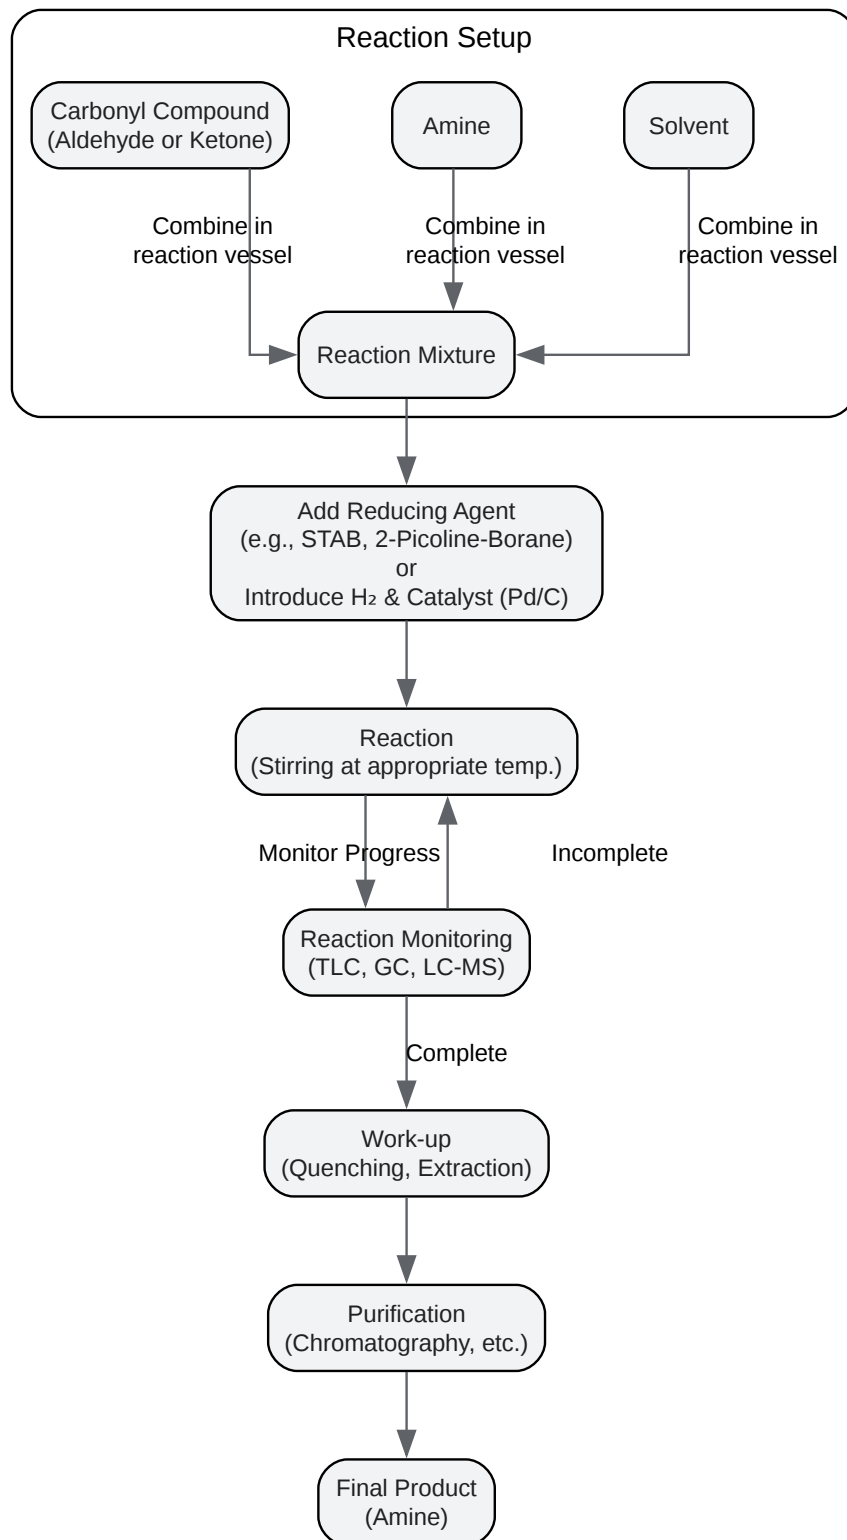 Reaction Setup
Carbonyl Compound
(Aldehyde or Ketone)
Amine
Solvent
Combine in
reaction vessel
Combine in
reaction vessel
Combine in
reaction vessel
Reaction Mixture
Add Reducing Agent
(e.g., STAB, 2-Picoline-Borane)
or
Introduce H₂ & Catalyst (Pd/C)
Reaction
(Stirring at appropriate temp.)
Monitor Progress
Incomplete
Reaction Monitoring
(TLC, GC, LC-MS)
Complete
Work-up
(Quenching, Extraction)
Purification
(Chromatography, etc.)
Final Product
(Amine)